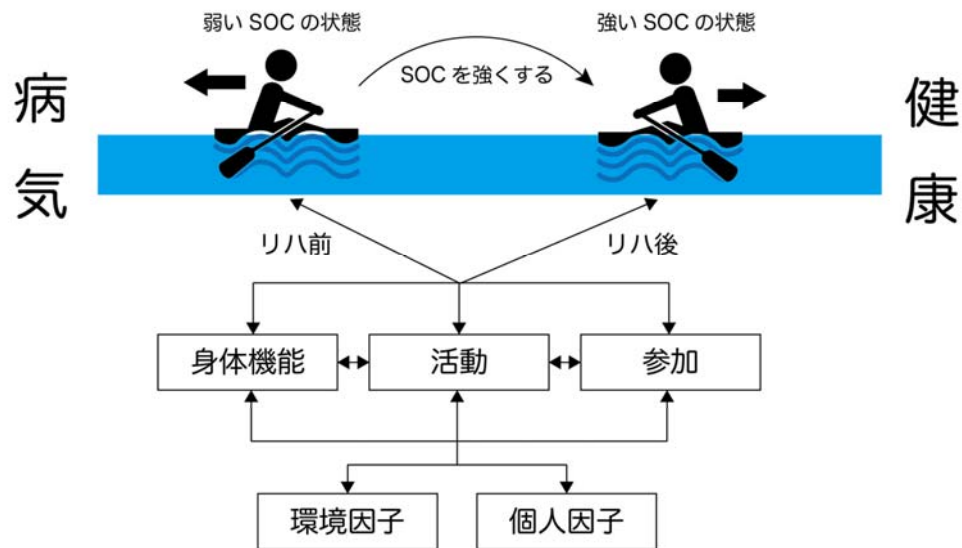 弱い SOC の状態
強い SOC の状態
SOC を強くする
病気
健康
リハ前
リハ後
身体機能
活動
参加
環境因子
個人因子